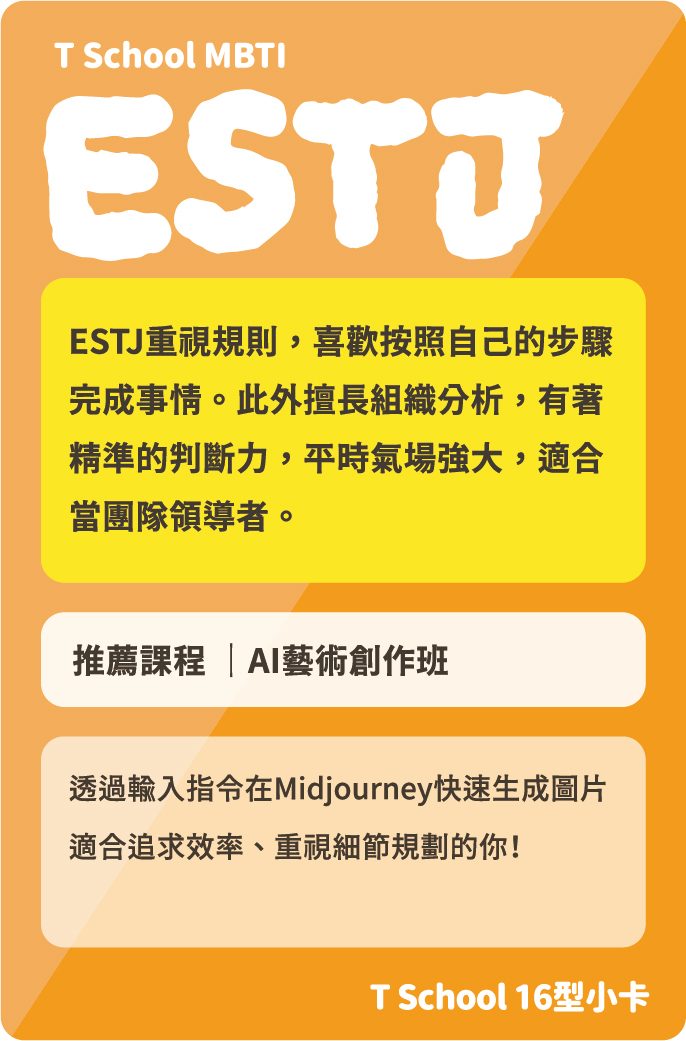 T School MBTI
ESTJ
ESTJ重視規則，喜歡按照自己的步驟
完成事情。此外擅長組織分析，有著
精準的判斷力，平時氣場強大，適合
當團隊領導者。
推薦課程｜AI藝術創作班
透過輸入指令在Midjourney快速生成圖片
適合追求效率、重視細節規劃的你！
T School 16型小卡